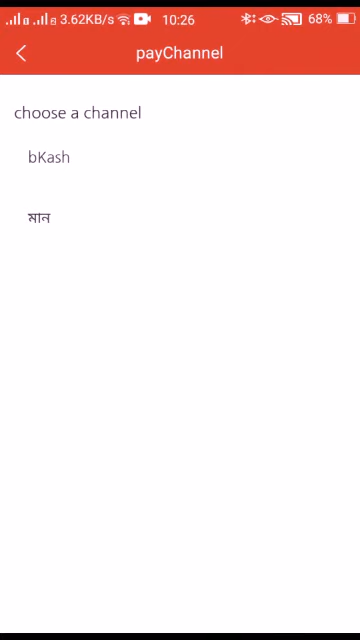 3.62KB/s 10:26 68%
payChannel
choose a channel
bKash
মান